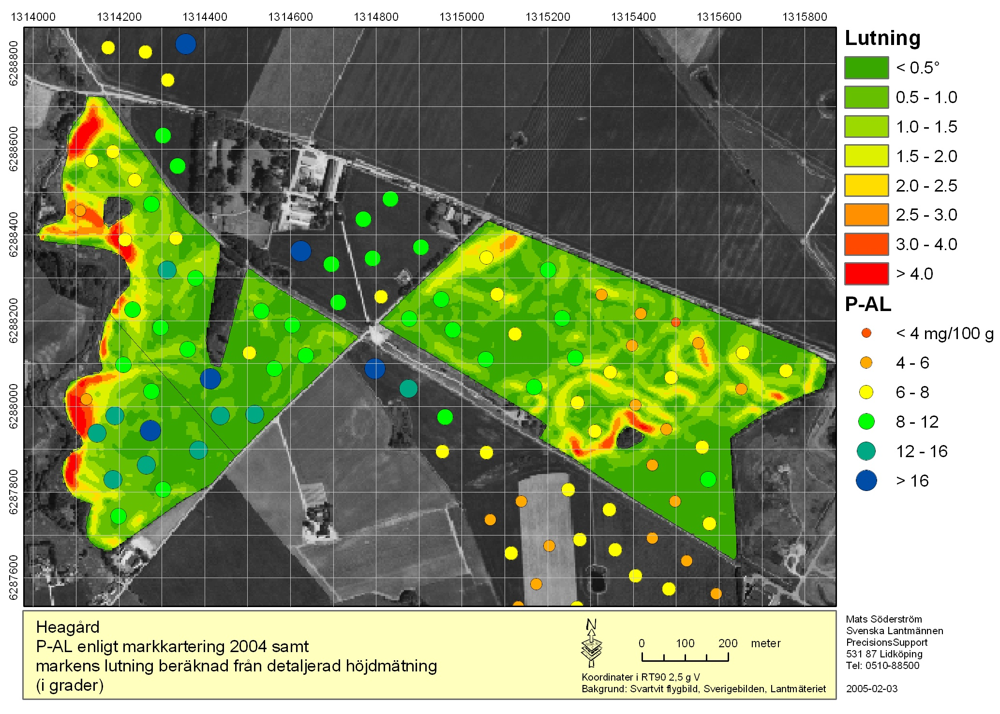 1314000 1314200 1314400 1314600 1314800 1315000 1315200 1315400 1315600 1315800
6288800
6288600
6288400
6288200
6288000
6287800
6287600
Lutning
< 0.5°
0.5 - 1.0
1.0 - 1.5
1.5 - 2.0
2.0 - 2.5
2.5 - 3.0
3.0 - 4.0
> 4.0
P-AL
< 4 mg/100 g
4 - 6
6 - 8
8 - 12
12 - 16
> 16
Heagård
P-AL enligt markkartering 2004 samt
markens lutning beräknad från detaljerad höjdmätning
(i grader)
N
0 100 200 meter
Koordinater i RT90 2,5 g V
Bakgrund: Svartvit flygbild, Sverigebilden, Lantmäteriet
Mats Söderström
Svenska Lantmännen
PrecisionsSupport
531 87 Lidköping
Tel: 0510-88500
2005-02-03